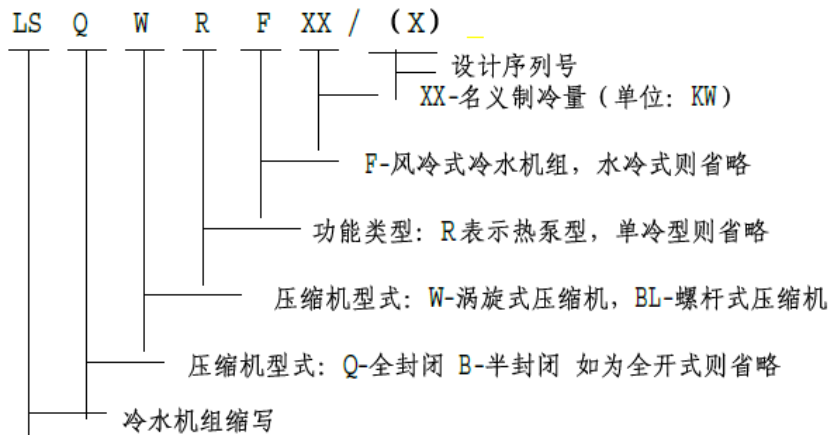 LS Q W R F XX / (X)
设计序列号
XX-名义制冷量(单位: KW)
F-风冷式冷水机组, 水冷式则省略
功能类型: R表示热泵型, 单冷型则省略
压缩机型式: W-涡旋式压缩机, BL-螺杆式压缩机
压缩机型式: Q-全封闭 B-半封闭 如为全开式则省略
冷水机组缩写